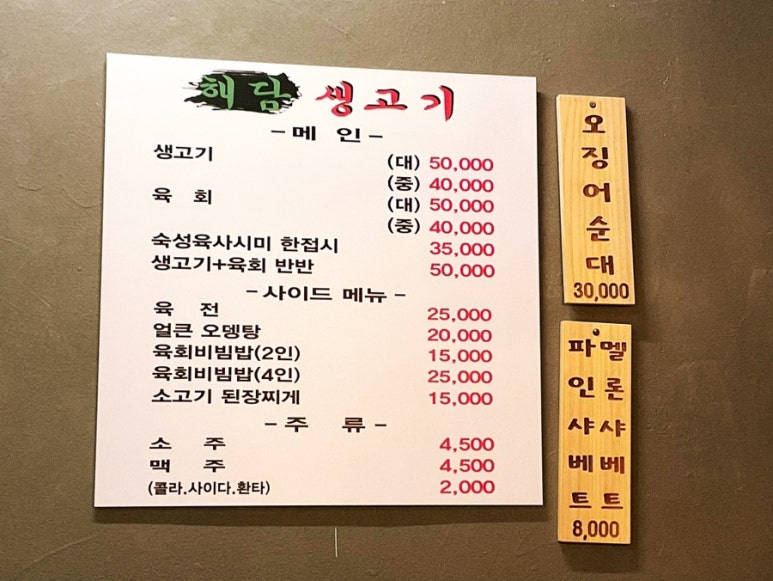 해담 생고기
-메 인-
생고기 (대) 50,000
(중) 40,000
육 회 (대) 50,000
(중) 40,000
숙성육사시미 한접시 35,000
생고기+육회 반반 50,000
-사이드 메뉴-
육 전 25,000
얼큰 오뎅탕 20,000
육회비빔밥(2인) 15,000
육회비빔밥(4인) 25,000
소고기 된장찌게 15,000
-주 류-
소 주 4,500
맥 주 4,500
(콜라.사이다.환타) 2,000
오징어순대
30,000
멜론샤베트
파인샤베트
8,000